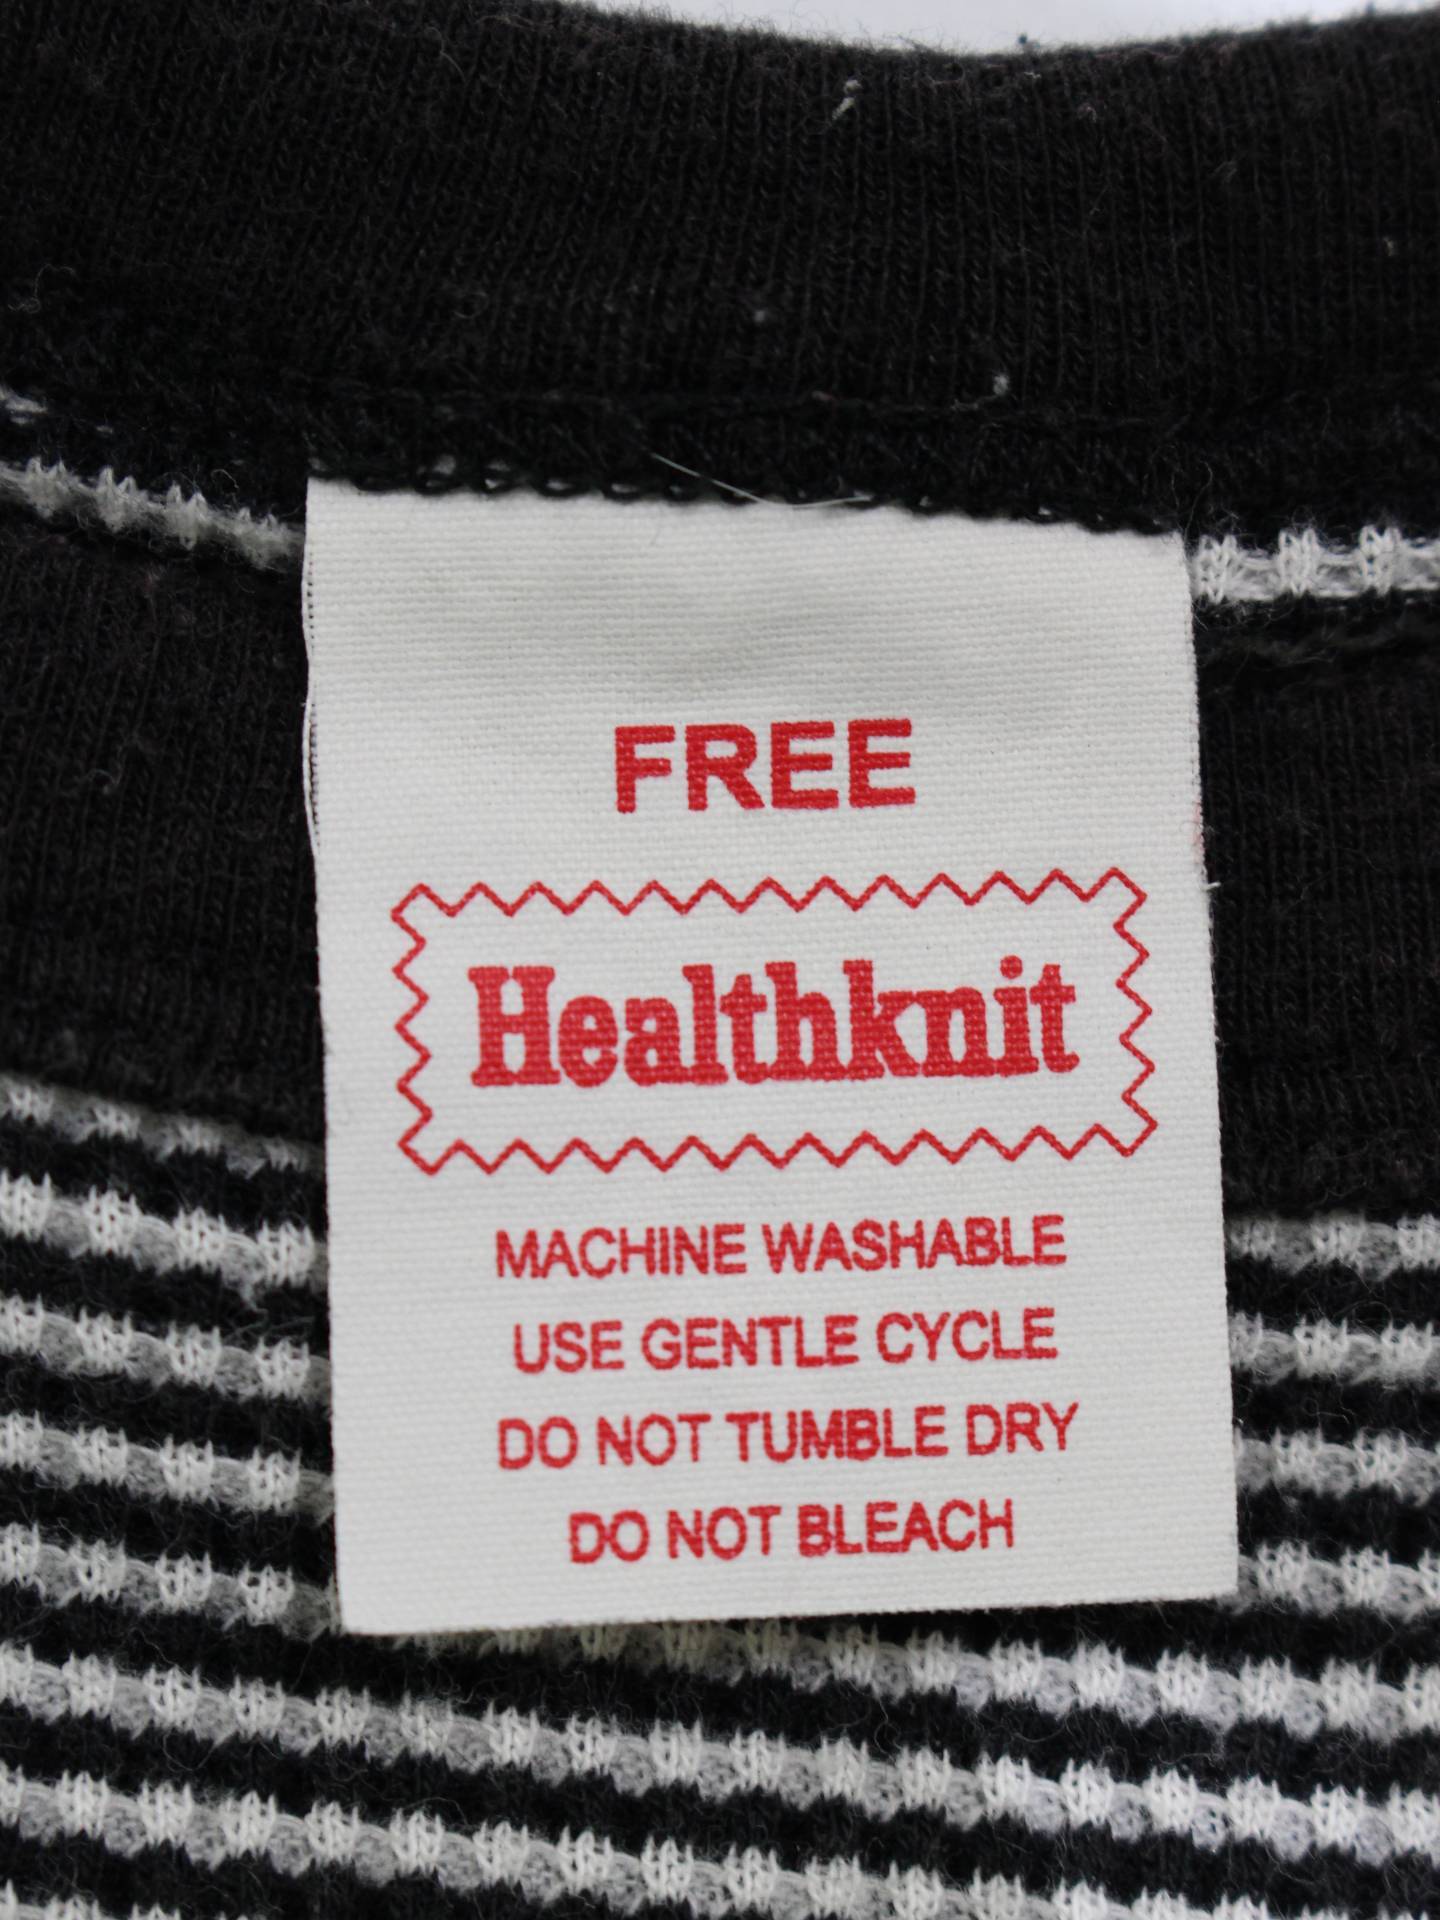 FREE
Healthknit
MACHINE WASHABLE
USE GENTLE CYCLE
DO NOT TUMBLE DRY
DO NOT BLEACH